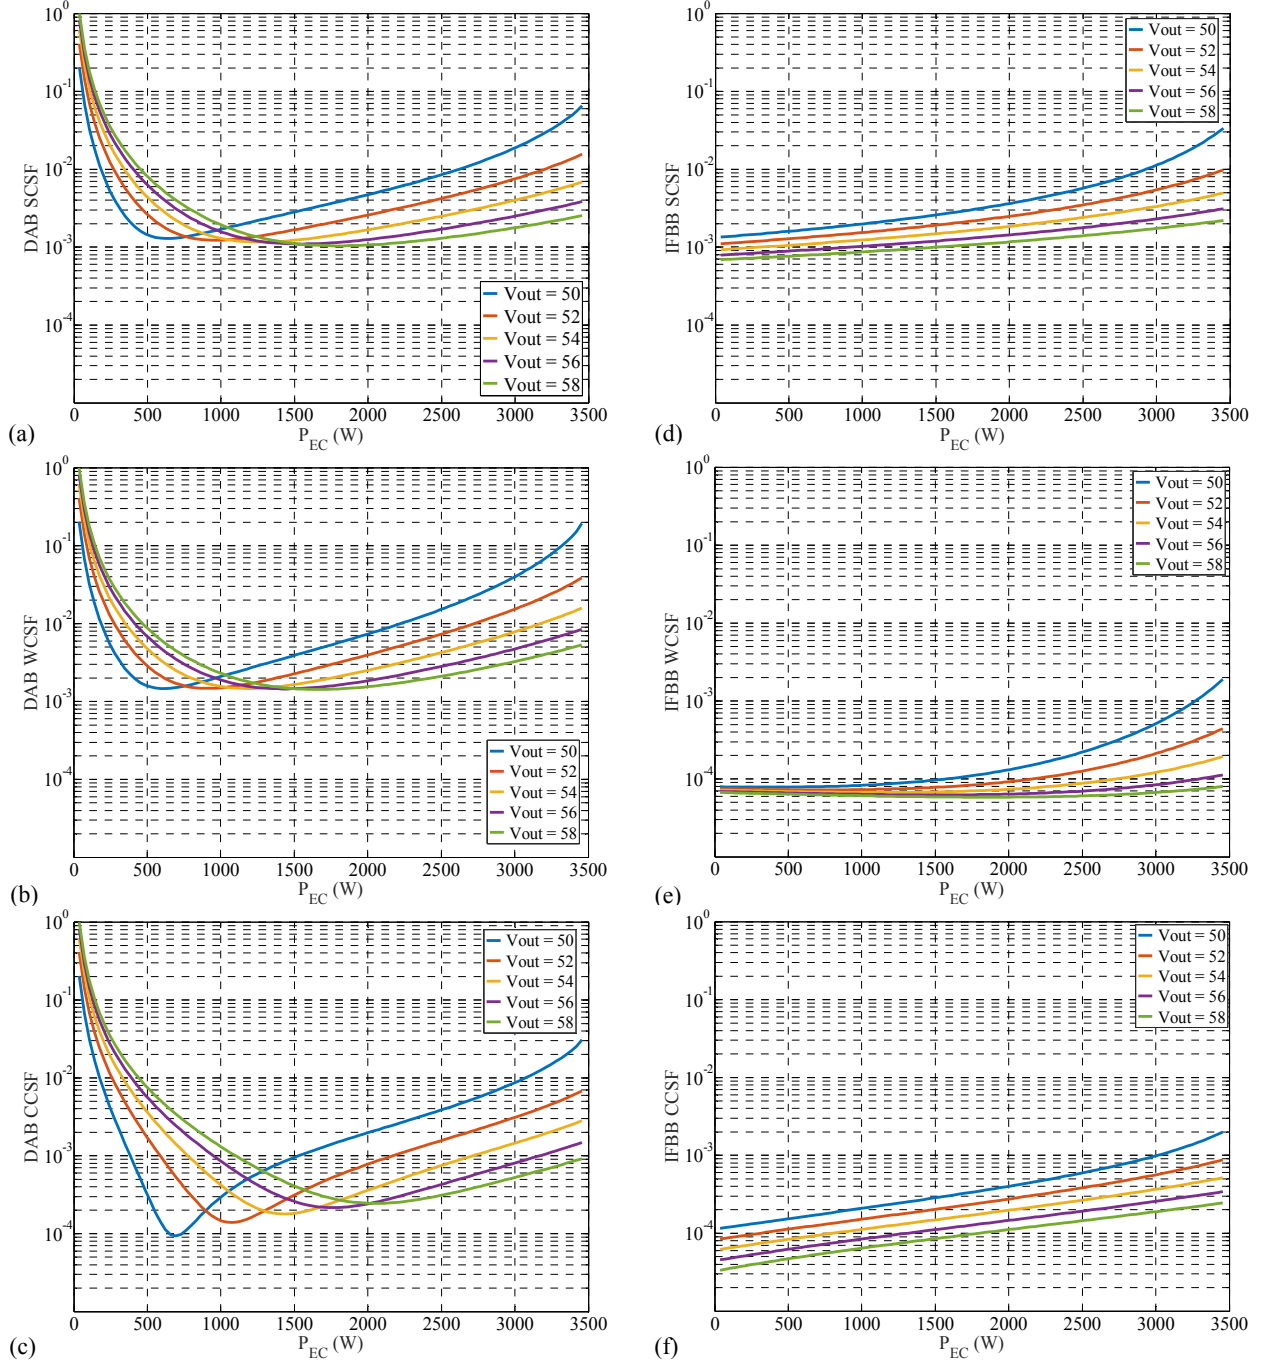 10^0
10^-1
10^-2
10^-3
10^-4
DAB SCSF
Vout = 50
Vout = 52
Vout = 54
Vout = 56
Vout = 58
0 500 1000 1500 2000 2500 3000 3500
P_EC (W)
(a)
10^0
10^-1
10^-2
10^-3
10^-4
IFBB SCSF
Vout = 50
Vout = 52
Vout = 54
Vout = 56
Vout = 58
0 500 1000 1500 2000 2500 3000 3500
P_EC (W)
(d)
10^0
10^-1
10^-2
10^-3
10^-4
DAB WCSF
Vout = 50
Vout = 52
Vout = 54
Vout = 56
Vout = 58
0 500 1000 1500 2000 2500 3000 3500
P_EC (W)
(b)
10^0
10^-1
10^-2
10^-3
10^-4
IFBB WCSF
Vout = 50
Vout = 52
Vout = 54
Vout = 56
Vout = 58
0 500 1000 1500 2000 2500 3000 3500
P_EC (W)
(e)
10^0
10^-1
10^-2
10^-3
10^-4
DAB CCSF
Vout = 50
Vout = 52
Vout = 54
Vout = 56
Vout = 58
0 500 1000 1500 2000 2500 3000 3500
P_EC (W)
(c)
10^0
10^-1
10^-2
10^-3
10^-4
IFBB CCSF
Vout = 50
Vout = 52
Vout = 54
Vout = 56
Vout = 58
0 500 1000 1500 2000 2500 3000 3500
P_EC (W)
(f)